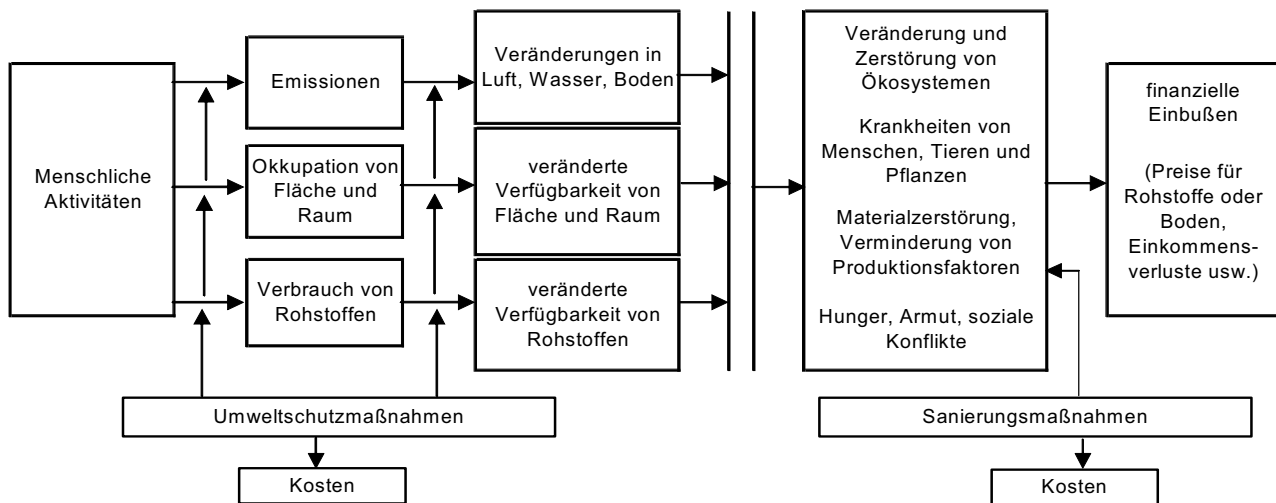 Menschliche
Aktivitäten
Emissionen
Okkupation von
Fläche und
Raum
Verbrauch von
Rohstoffen
Veränderungen in
Luft, Wasser, Boden
veränderte
Verfügbarkeit von
Fläche und Raum
veränderte
Verfügbarkeit von
Rohstoffen
Veränderung und
Zerstörung von
Ökosystemen
Krankheiten von
Menschen, Tieren und
Pflanzen
Materialzerstörung,
Verminderung von
Produktionsfaktoren
Hunger, Armut, soziale
Konflikte
finanzielle
Einbußen
(Preise für
Rohstoffe oder
Boden,
Einkommens-
verluste usw.)
Umweltschutzmaßnahmen
Kosten
Sanierungsmaßnahmen
Kosten